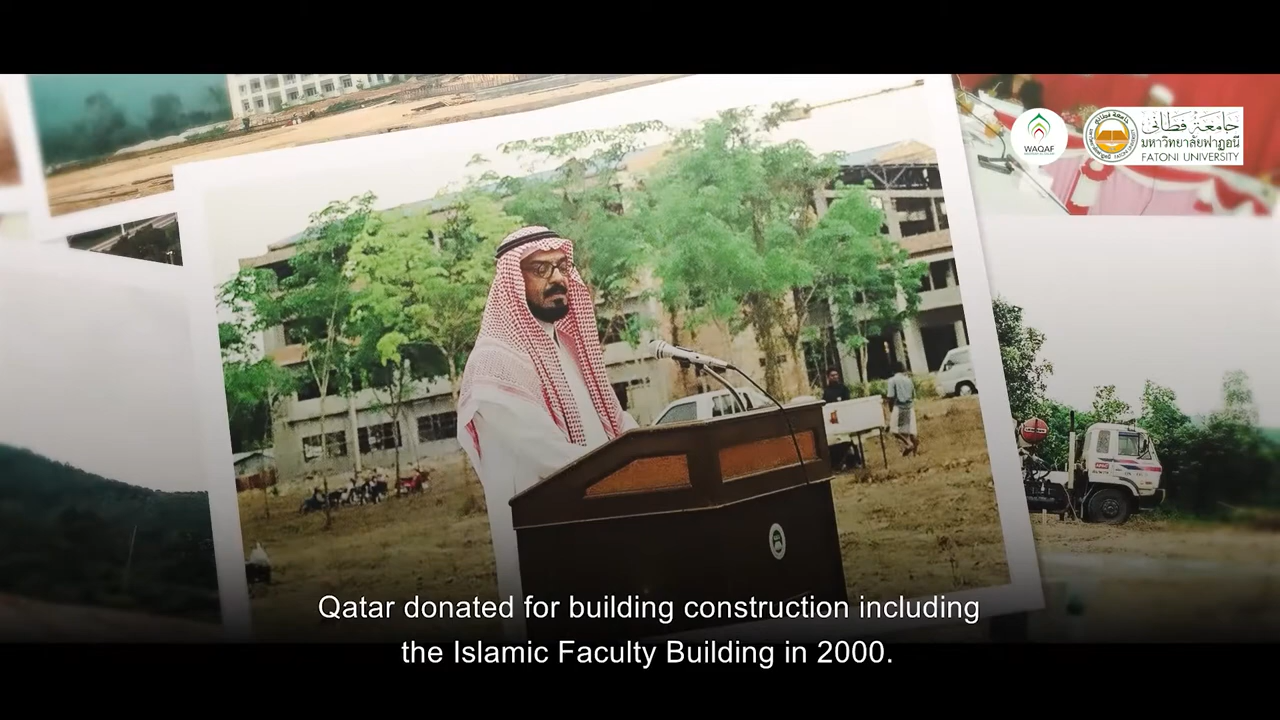 WAQAF
جامعة فطاني
มหาวิทยาลัยฟาฏอนี
FATONI UNIVERSITY
Qatar donated for building construction including
the Islamic Faculty Building in 2000.